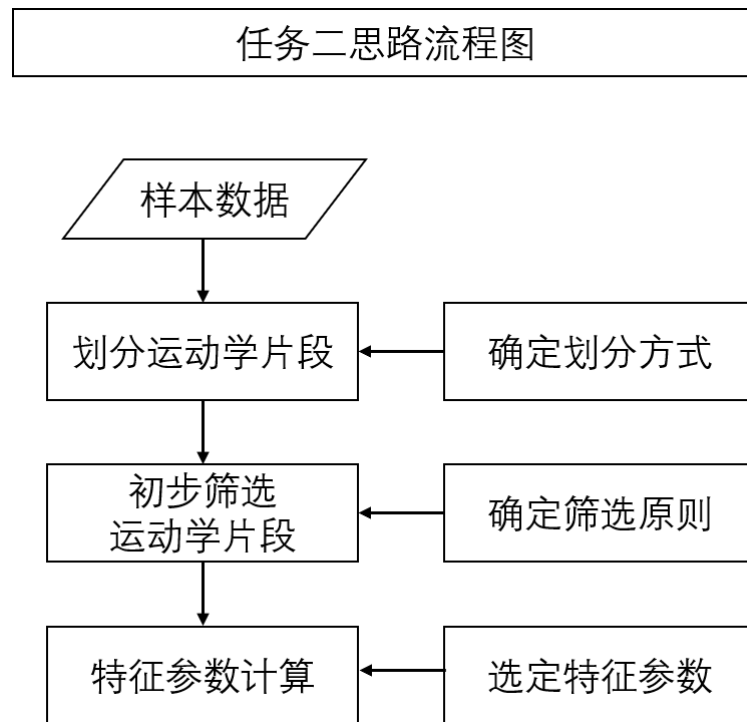 任务二思路流程图
样本数据
划分运动学片段
确定划分方式
初步筛选
运动学片段
确定筛选原则
特征参数计算
选定特征参数